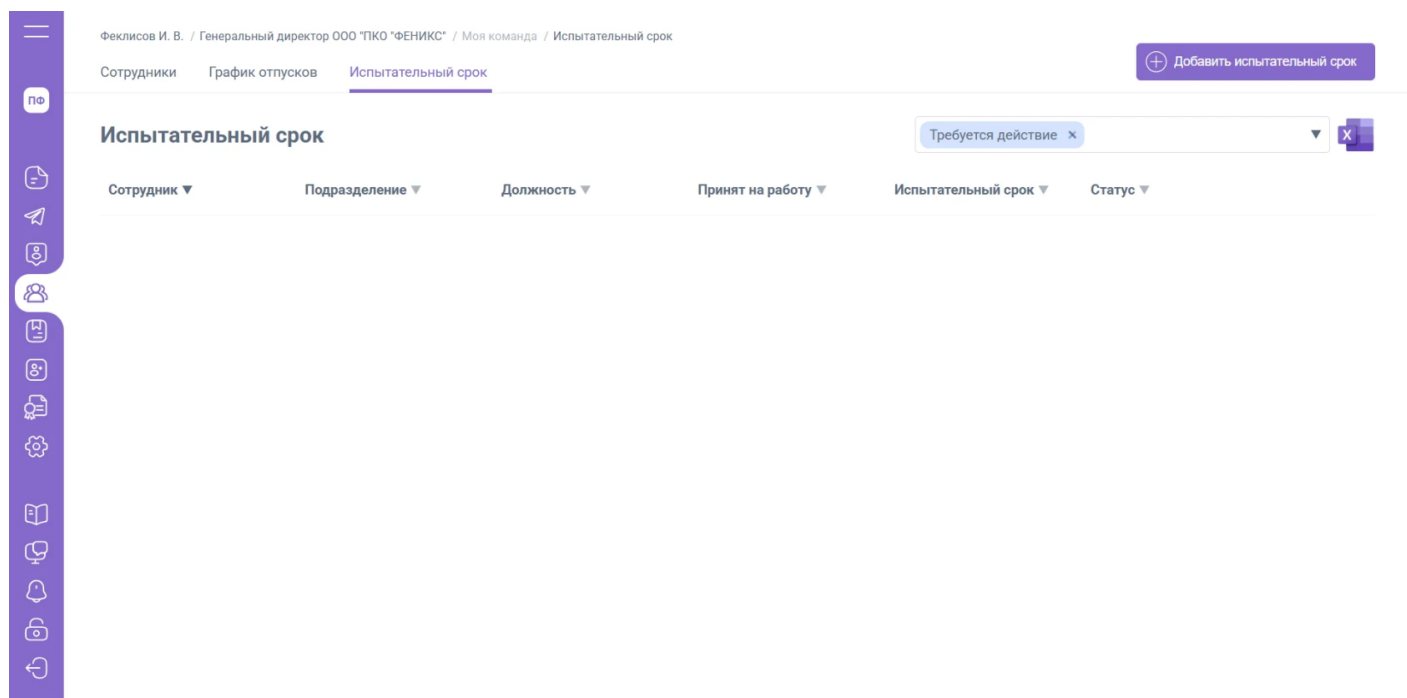 Феклисов И. В. / Генеральный директор ООО "ПКО "ФЕНИКС" / Моя команда / Испытательный срок
Добавить испытательный срок
Сотрудники График отпусков Испытательный срок
ПФ
Испытательный срок
Требуется действие ×
X
Сотрудник ▼ Подразделение ▼ Должность ▼ Принят на работу ▼ Испытательный срок ▼ Статус ▼